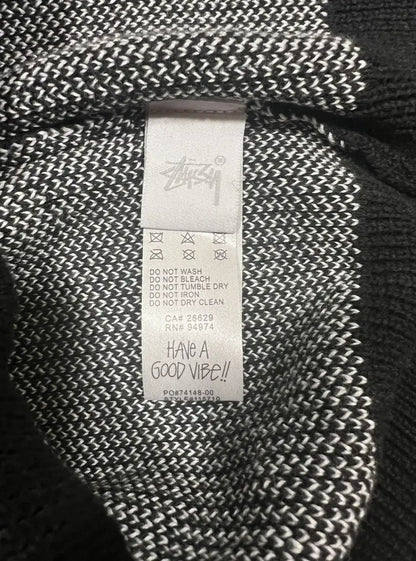 Stüssy
DO NOT WASH
DO NOT BLEACH
DO NOT TUMBLE DRY
DO NOT IRON
DO NOT DRY CLEAN
CA# 28629
RN# 94974
HAVE A
GOOD VIBE!!
PO#74148-00